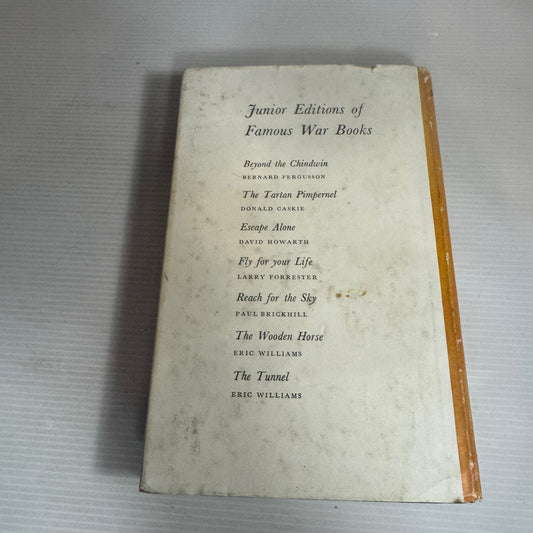 Junior Editions of
Famous War Books
Beyond the Chindwin
BERNARD FERGUSSON
The Tartan Pimpernel
DONALD CASKIE
Escape Alone
DAVID HOWARTH
Fly for your Life
LARRY FORRESTER
Reach for the Sky
PAUL BRICKHILL
The Wooden Horse
ERIC WILLIAMS
The Tunnel
ERIC WILLIAMS